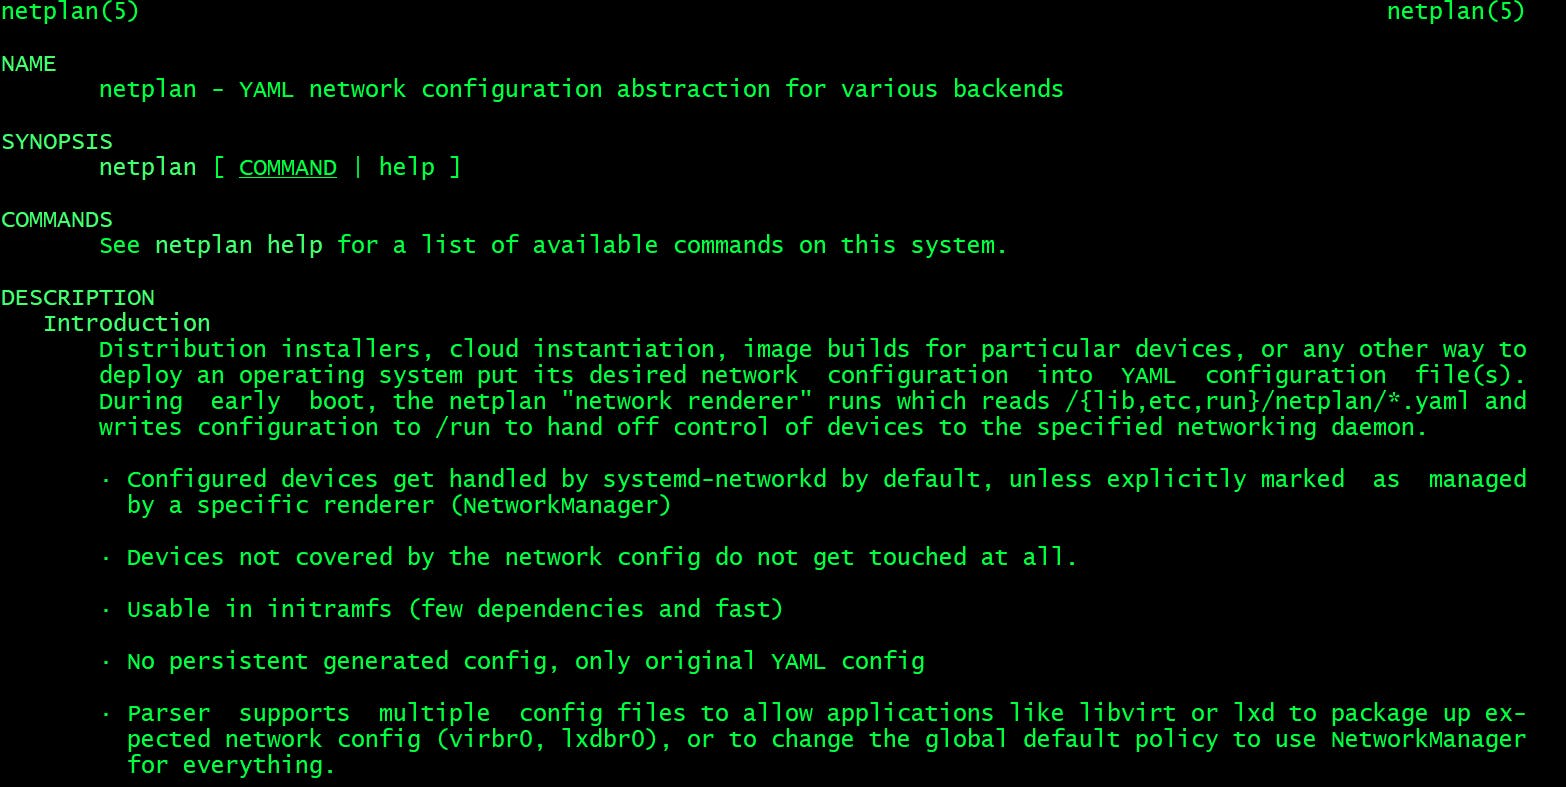 netplan(5) netplan(5)
NAME
netplan - YAML network configuration abstraction for various backends
SYNOPSIS
netplan [ COMMAND | help ]
COMMANDS
See netplan help for a list of available commands on this system.
DESCRIPTION
Introduction
Distribution installers, cloud instantiation, image builds for particular devices, or any other way to
deploy an operating system put its desired network configuration into YAML configuration file(s).
During early boot, the netplan "network renderer" runs which reads /{lib,etc,run}/netplan/*.yaml and
writes configuration to /run to hand off control of devices to the specified networking daemon.
· Configured devices get handled by systemd-networkd by default, unless explicitly marked as managed
by a specific renderer (NetworkManager)
· Devices not covered by the network config do not get touched at all.
· Usable in initramfs (few dependencies and fast)
· No persistent generated config, only original YAML config
· Parser supports multiple config files to allow applications like libvirt or lxd to package up ex-
pected network config (virbr0, lxdbr0), or to change the global default policy to use NetworkManager
for everything.